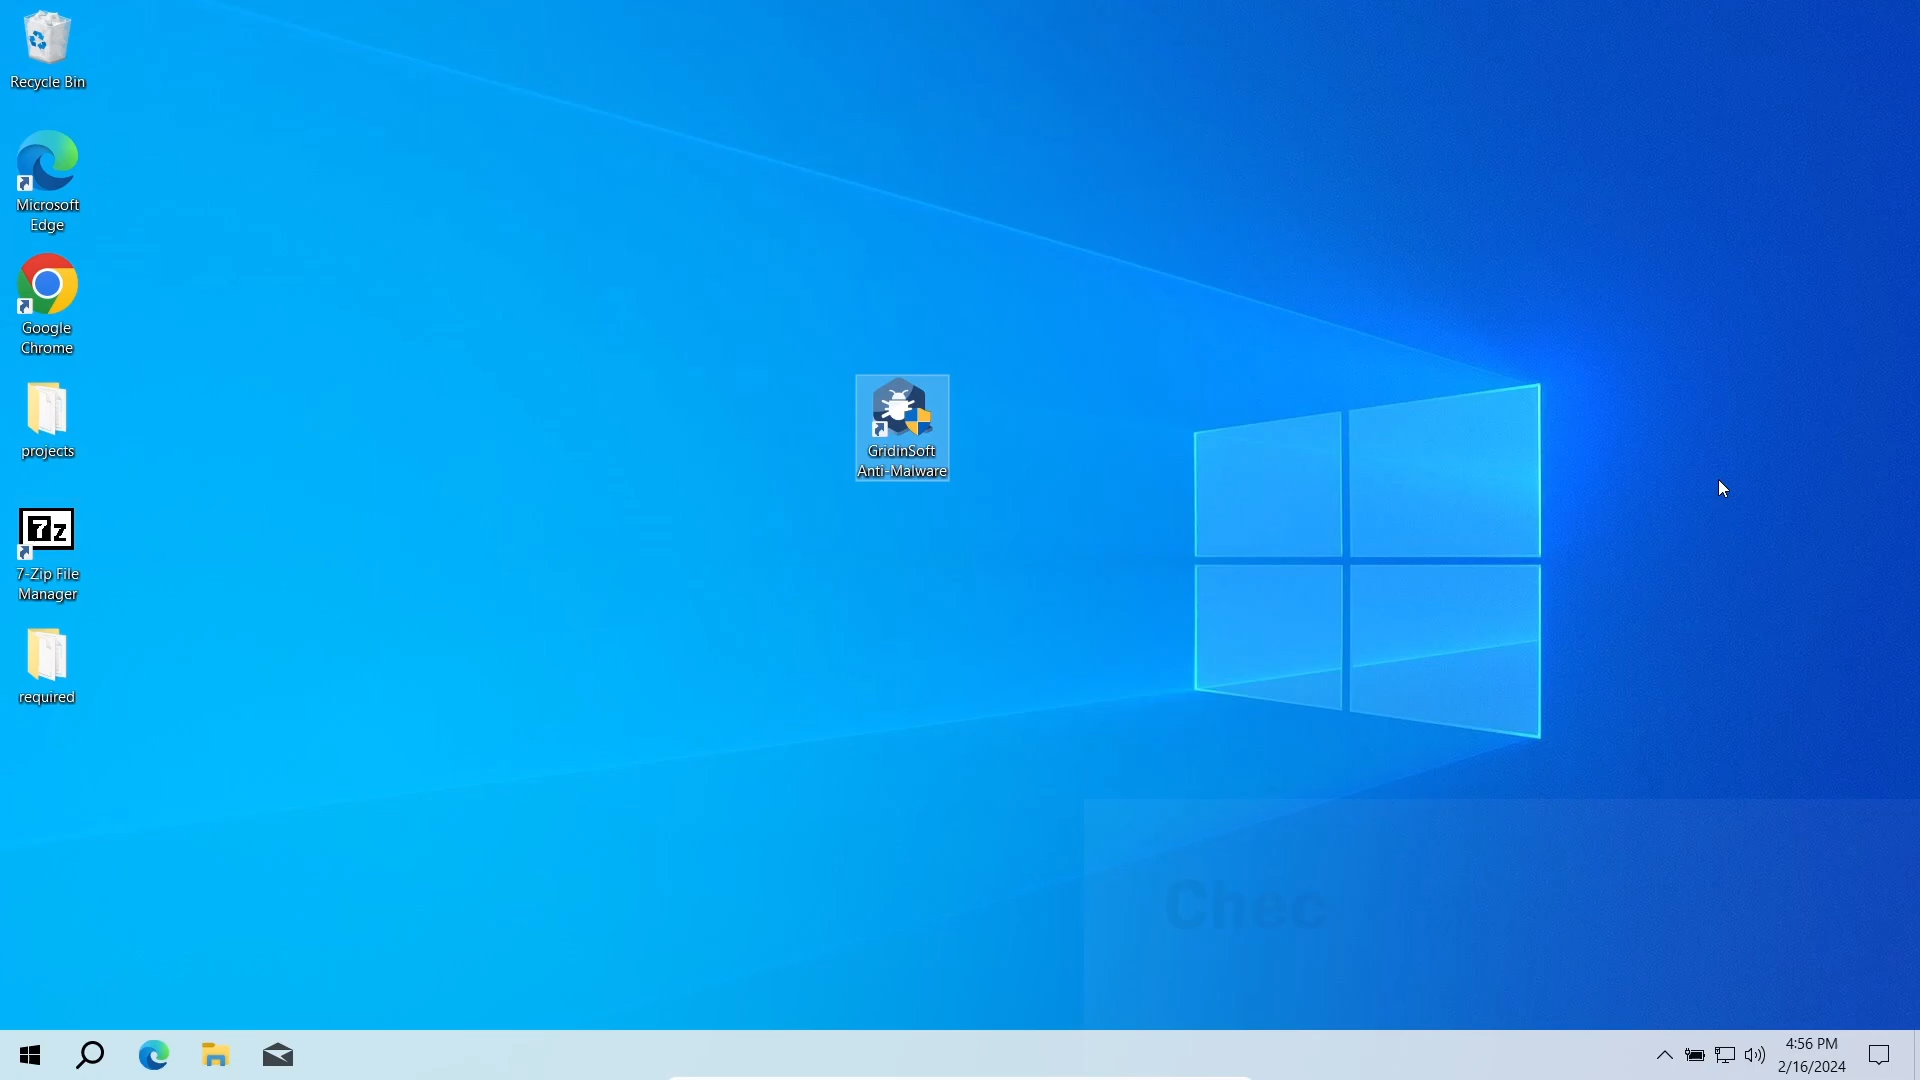 Recycle Bin
Microsoft
Edge
Google
Chrome
projects
7z
7-Zip File
Manager
required
GridinSoft
Anti-Malware
Chec
4:56 PM
2/16/2024